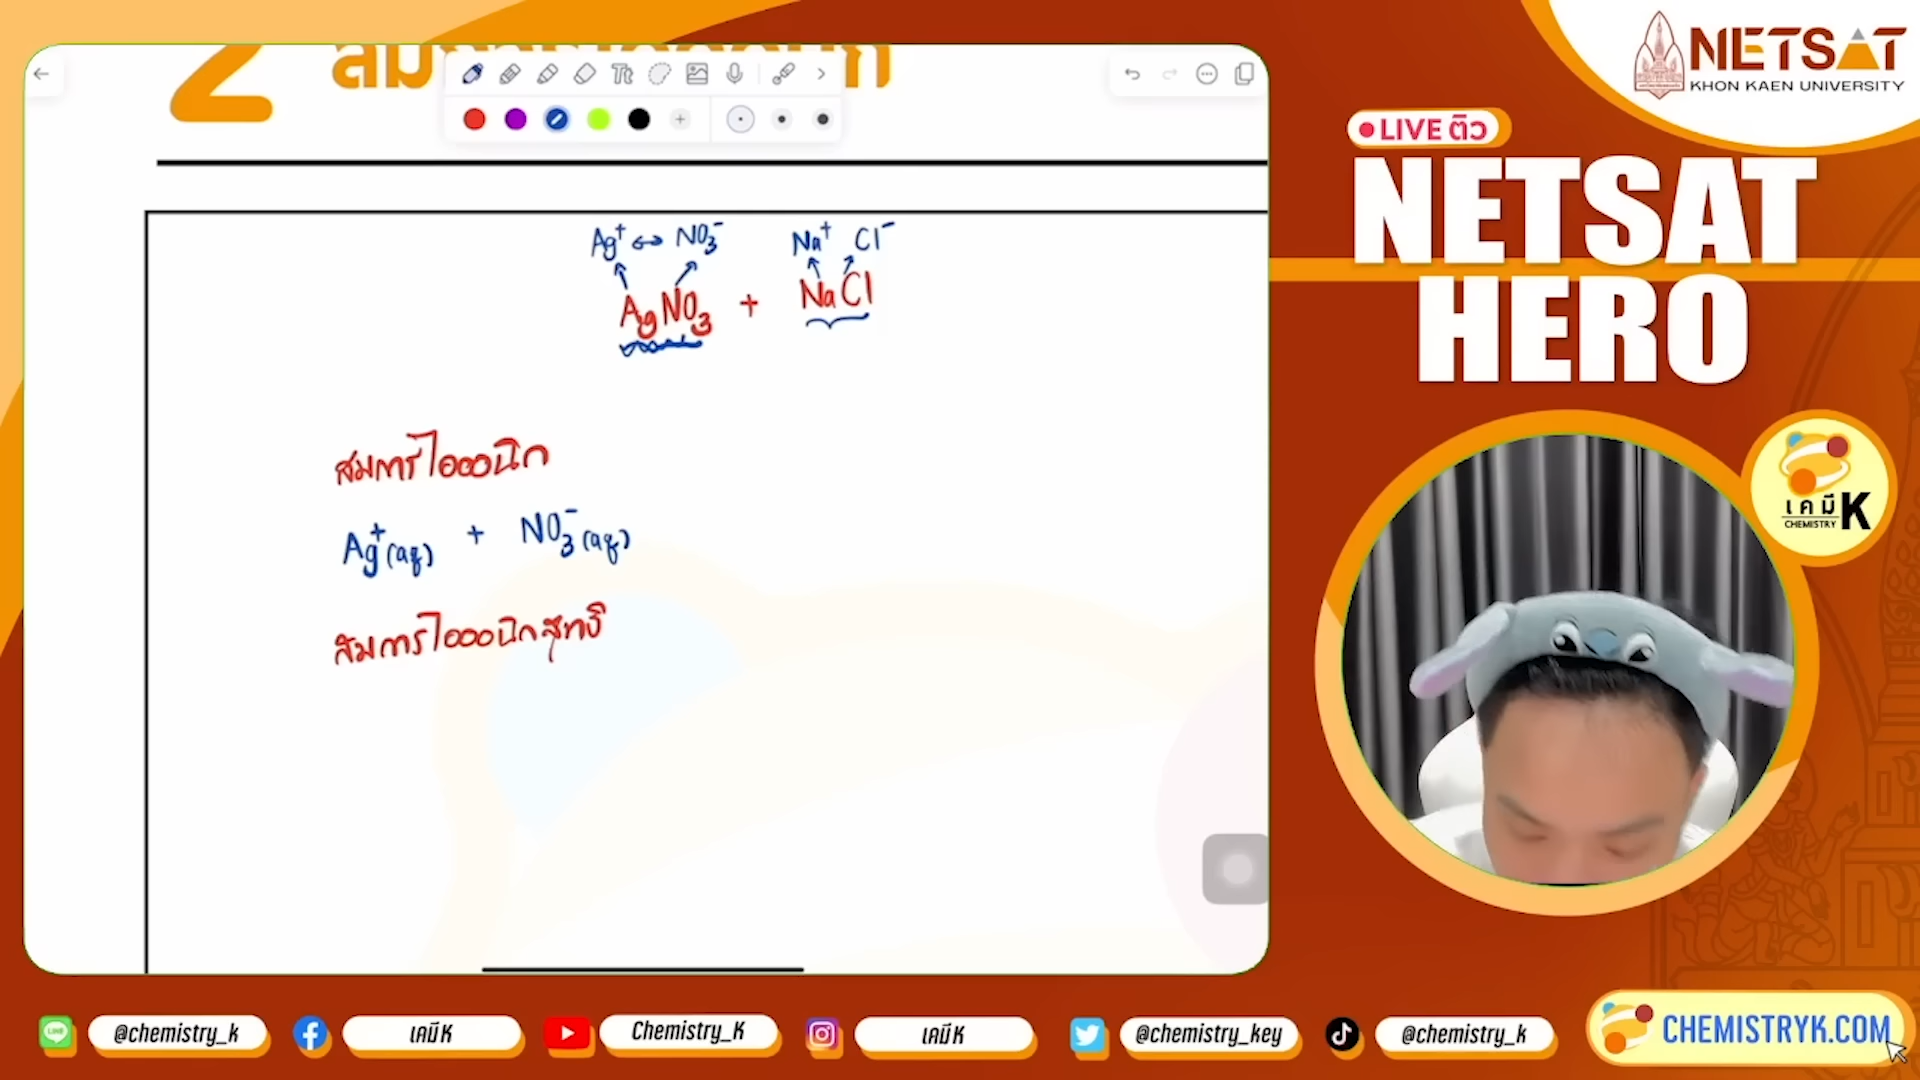 2
Tt
Ag⁺ ↔ NO₃⁻ Na⁺ Cl⁻
AgNO₃ + NaCl
สมการไอออนิก
Ag⁺(aq) + NO₃⁻(aq)
สมการไอออนิกสุทธิ
NETSAT
KHON KAEN UNIVERSITY
LIVE ติว
NETSAT
HERO
เคมี K
CHEMISTRY
@chemistry_k เคมี K Chemistry_K เคมี K @chemistry_key @chemistry_k CHEMISTRYK.COM